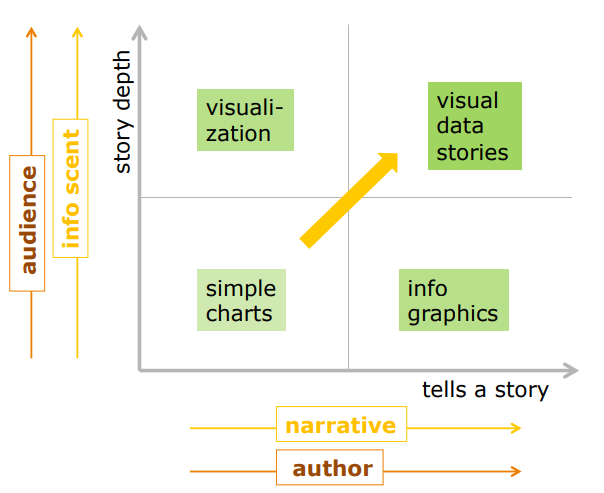 story depth
audience
info scent
visuali-
zation
visual
data
stories
simple
charts
info
graphics
tells a story
narrative
author